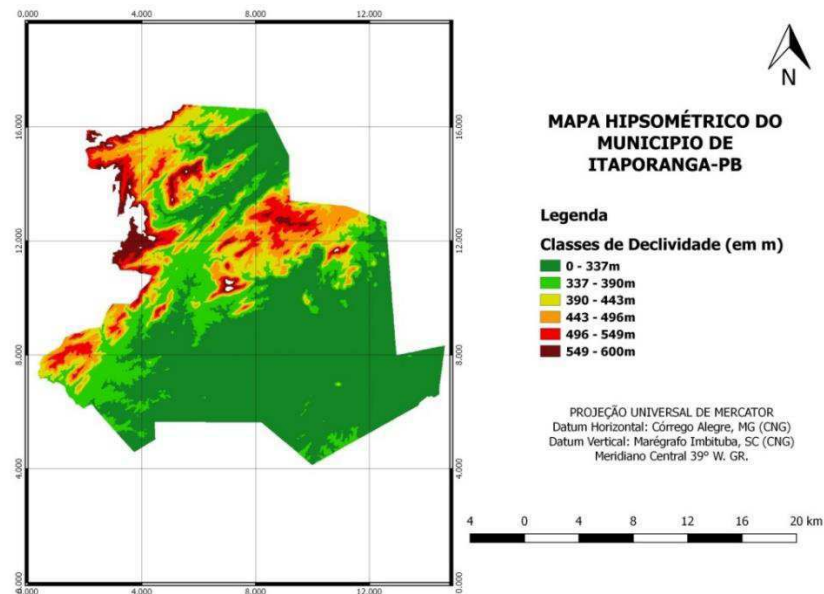 0.000 4.000 8.000 12.000
16.000 16.000
12.000 12.000
8.000 8.000
4.000 4.000
0.000
0.000 4.000 8.000 12.000
N
MAPA HIPSOMÉTRICO DO
MUNICIPIO DE
ITAPORANGA-PB
Legenda
Classes de Declividade (em m)
0 - 337m
337 - 390m
390 - 443m
443 - 496m
496 - 549m
549 - 600m
PROJEÇÃO UNIVERSAL DE MERCATOR
Datum Horizontal: Córrego Alegre, MG (CNG)
Datum Vertical: Marégrafo Imbituba, SC (CNG)
Meridiano Central 39º W. GR.
4 0 4 8 12 16 20 km